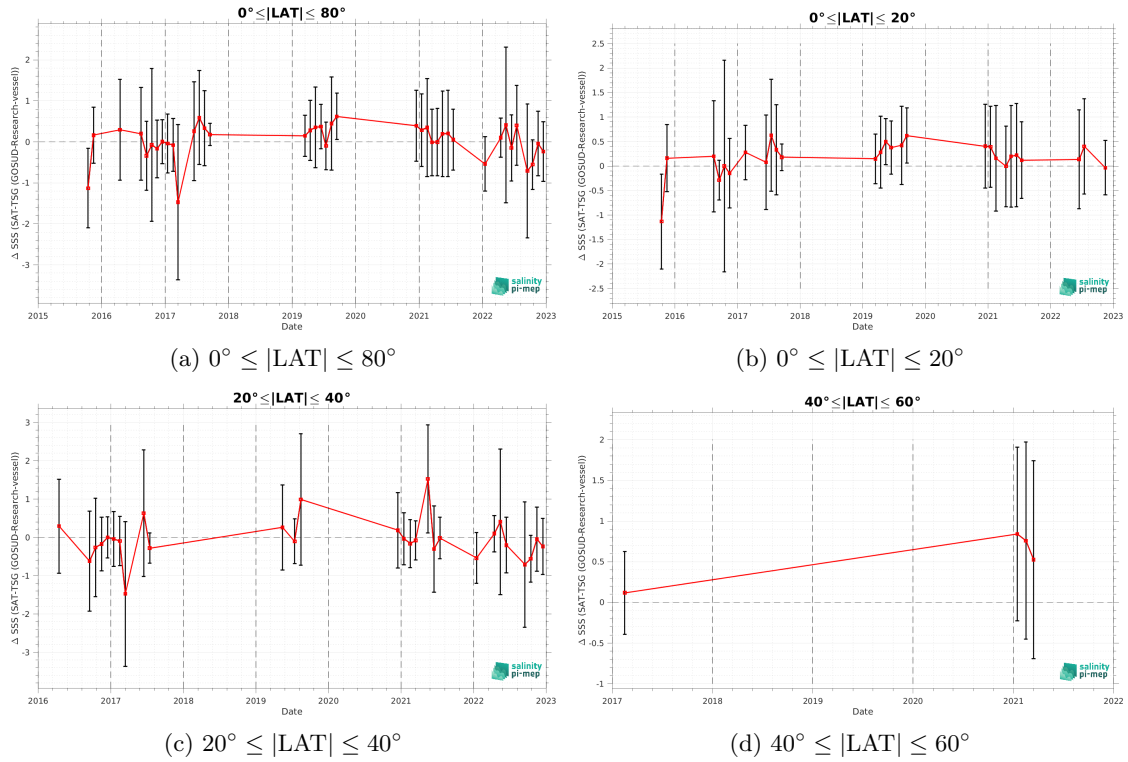 0°≤|LAT|≤ 80°
Δ SSS (SAT-TSG (GOSUD-Research-vessel))
2
1
0
-1
-2
-3
2015
2016
2017
2018
2019
2020
2021
2022
2023
Date
salinity
pi-mep
(a) 0° ≤ |LAT| ≤ 80°
0°≤|LAT|≤ 20°
Δ SSS (SAT-TSG (GOSUD-Research-vessel))
2.5
2
1.5
1
0.5
0
-0.5
-1
-1.5
-2
-2.5
2015
2016
2017
2018
2019
2020
2021
2022
2023
Date
salinity
pi-mep
(b) 0° ≤ |LAT| ≤ 20°
20°≤|LAT|≤ 40°
Δ SSS (SAT-TSG (GOSUD-Research-vessel))
3
2
1
0
-1
-2
-3
2016
2017
2018
2019
2020
2021
2022
2023
Date
salinity
pi-mep
(c) 20° ≤ |LAT| ≤ 40°
40°≤|LAT|≤ 60°
Δ SSS (SAT-TSG (GOSUD-Research-vessel))
2
1.5
1
0.5
0
-0.5
-1
2017
2018
2019
2020
2021
2022
Date
salinity
pi-mep
(d) 40° ≤ |LAT| ≤ 60°